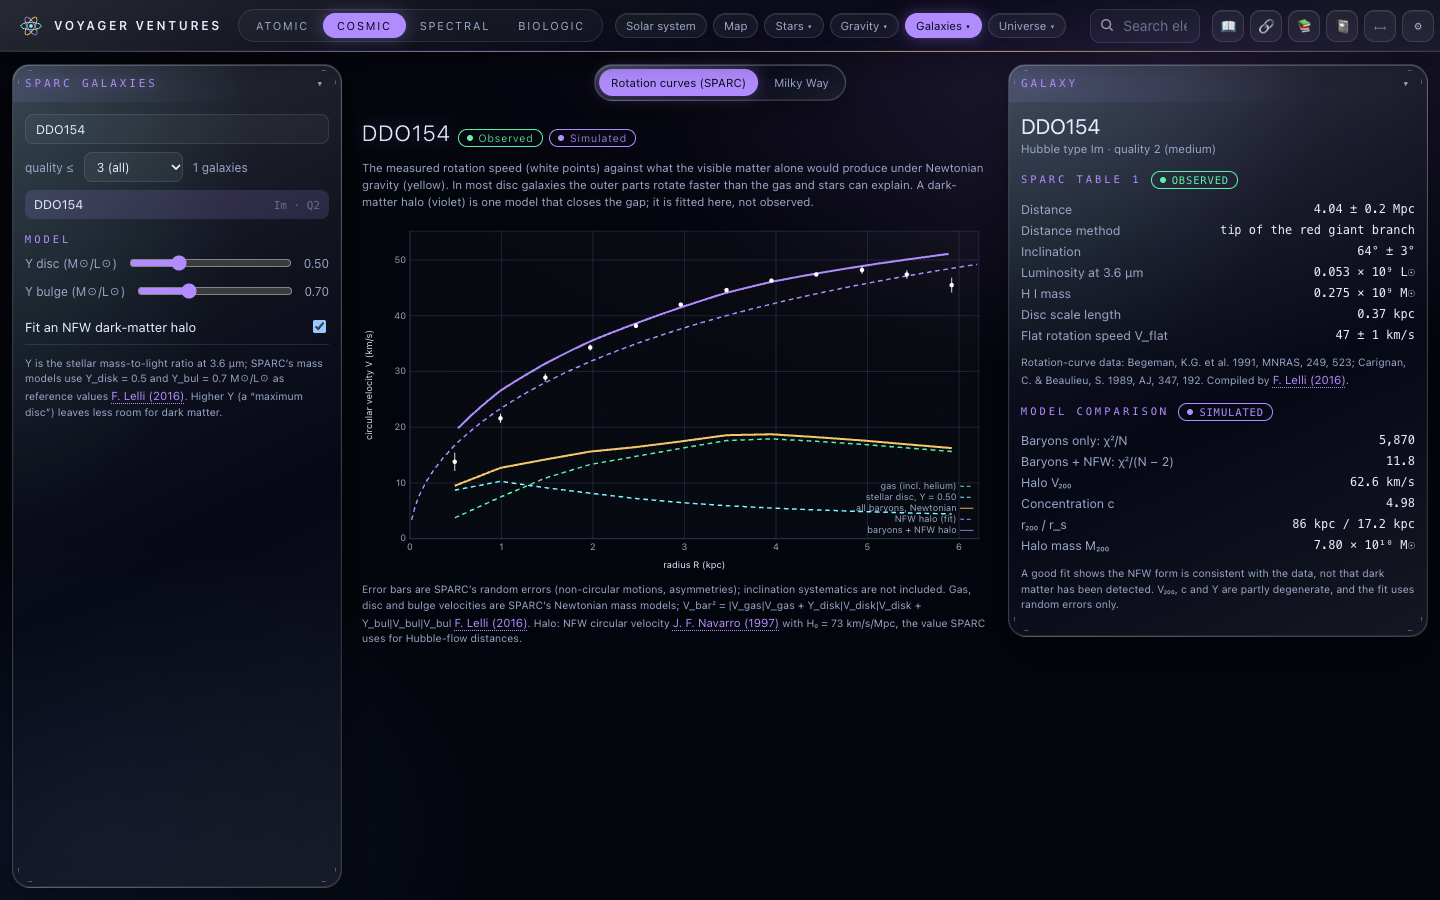 VOYAGER VENTURES
ATOMIC COSMIC SPECTRAL BIOLOGIC
Solar system Map Stars ▾ Gravity ▾ Galaxies ▾ Universe ▾
Search ele
SPARC GALAXIES
DDO154
quality ≤ 3 (all) 1 galaxies
DDO154 Im · Q2
MODEL
Υ disc (M☉/L☉) 0.50
Υ bulge (M☉/L☉) 0.70
Fit an NFW dark-matter halo
Υ is the stellar mass-to-light ratio at 3.6 µm; SPARC's mass
models use Υ_disk = 0.5 and Υ_bul = 0.7 M☉/L☉ as
reference values F. Lelli (2016). Higher Υ (a “maximum
disc”) leaves less room for dark matter.
Rotation curves (SPARC) Milky Way
DDO154 Observed Simulated
The measured rotation speed (white points) against what the visible matter alone would produce under Newtonian
gravity (yellow). In most disc galaxies the outer parts rotate faster than the gas and stars can explain. A dark-
matter halo (violet) is one model that closes the gap; it is fitted here, not observed.
circular velocity V (km/s)
50
40
30
20
10
0
0 1 2 3 4 5 6
radius R (kpc)
gas (incl. helium)
stellar disc, Υ = 0.50
all baryons, Newtonian
NFW halo (fit)
baryons + NFW halo
Error bars are SPARC's random errors (non-circular motions, asymmetries); inclination systematics are not included. Gas,
disc and bulge velocities are SPARC's Newtonian mass models; V_bar² = |V_gas|V_gas + Υ_disk|V_disk|V_disk +
Υ_bul|V_bul|V_bul F. Lelli (2016). Halo: NFW circular velocity J. F. Navarro (1997) with H₀ = 73 km/s/Mpc, the value SPARC
uses for Hubble-flow distances.
GALAXY
DDO154
Hubble type Im · quality 2 (medium)
SPARC TABLE 1 OBSERVED
Distance 4.04 ± 0.2 Mpc
Distance method tip of the red giant branch
Inclination 64° ± 3°
Luminosity at 3.6 µm 0.053 × 10⁹ L☉
H I mass 0.275 × 10⁹ M☉
Disc scale length 0.37 kpc
Flat rotation speed V_flat 47 ± 1 km/s
Rotation-curve data: Begeman, K.G. et al. 1991, MNRAS, 249, 523; Carignan,
C. & Beaulieu, S. 1989, AJ, 347, 192. Compiled by F. Lelli (2016).
MODEL COMPARISON SIMULATED
Baryons only: χ²/N 5,870
Baryons + NFW: χ²/(N − 2) 11.8
Halo V₂₀₀ 62.6 km/s
Concentration c 4.98
r₂₀₀ / r_s 86 kpc / 17.2 kpc
Halo mass M₂₀₀ 7.80 × 10¹⁰ M☉
A good fit shows the NFW form is consistent with the data, not that dark
matter has been detected. V₂₀₀, c and Υ are partly degenerate, and the fit uses
random errors only.